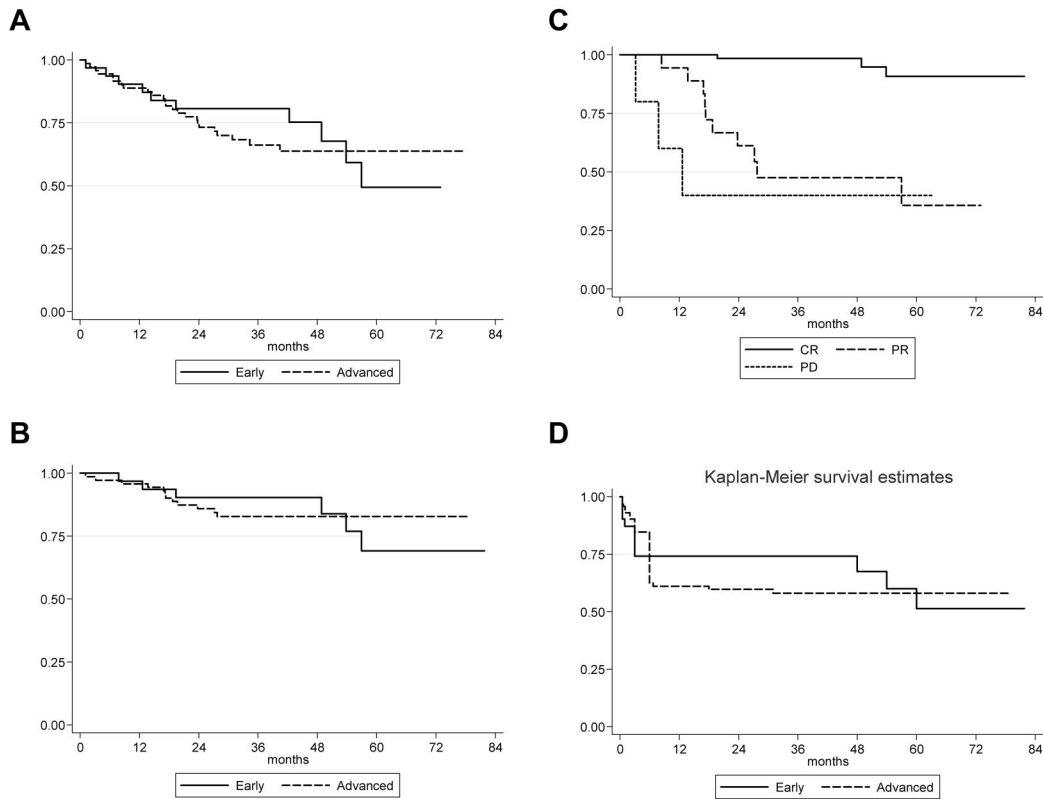 A
1.00
0.75
0.50
0.25
0.00
0 12 24 36 48 60 72 84
months
Early Advanced
B
1.00
0.75
0.50
0.25
0.00
0 12 24 36 48 60 72 84
months
Early Advanced
C
1.00
0.75
0.50
0.25
0.00
0 12 24 36 48 60 72 84
months
CR PR
PD
D
Kaplan-Meier survival estimates
1.00
0.75
0.50
0.25
0.00
0 12 24 36 48 60 72 84
months
Early Advanced